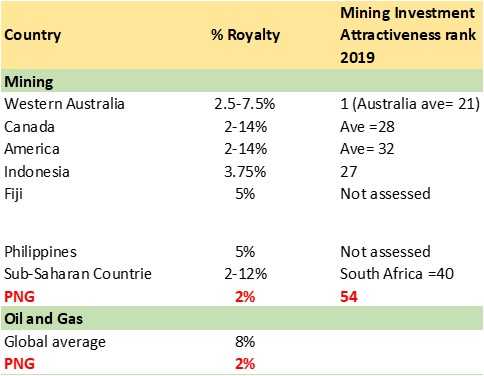 Country % Royalty Mining Investment
Attractiveness rank
2019
Mining
Western Australia 2.5-7.5% 1 (Australia ave= 21)
Canada 2-14% Ave =28
America 2-14% Ave= 32
Indonesia 3.75% 27
Fiji 5% Not assessed
Philippines 5% Not assessed
Sub-Saharan Countrie 2-12% South Africa =40
PNG 2% 54
Oil and Gas
Global average 8%
PNG 2%